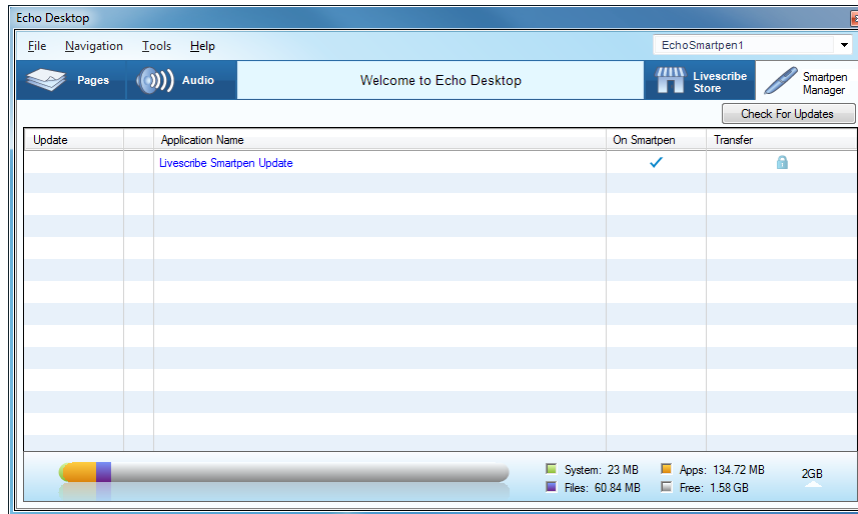 Echo Desktop
File Navigation Tools Help EchoSmartpen1
Pages Audio Welcome to Echo Desktop Livescribe Store Smartpen Manager
Check For Updates
Update Application Name On Smartpen Transfer
Livescribe Smartpen Update
System: 23 MB Apps: 134.72 MB 2GB
Files: 60.84 MB Free: 1.58 GB